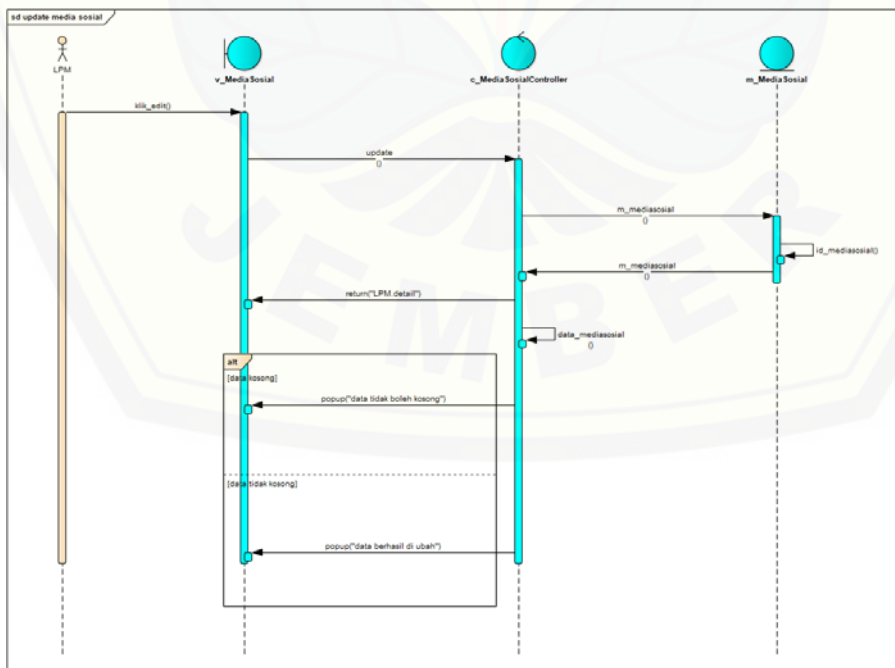 sd update media sosial
LPM
v_MediaSosial
c_MediaSosialController
m_MediaSosial
klik_edit()
update
()
m_mediasosial
()
id_mediasosial()
m_mediasosial
()
return("LPM.detail")
data_mediasosial
()
alt
[data kosong]
popup("data tidak boleh kosong")
[data tidak kosong]
popup("data berhasil di ubah")
JEMBER